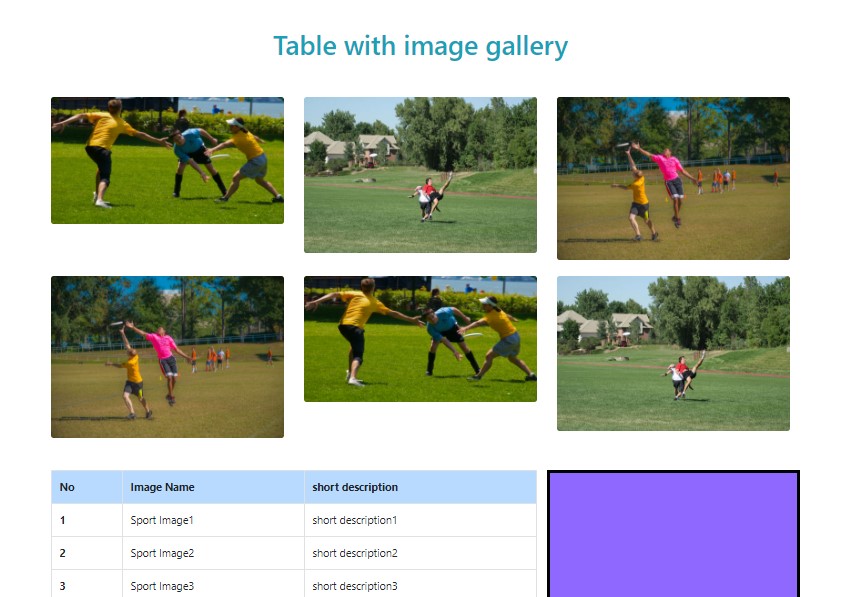 Table with image gallery
No Image Name short description
1 Sport Image1 short description1
2 Sport Image2 short description2
3 Sport Image3 short description3